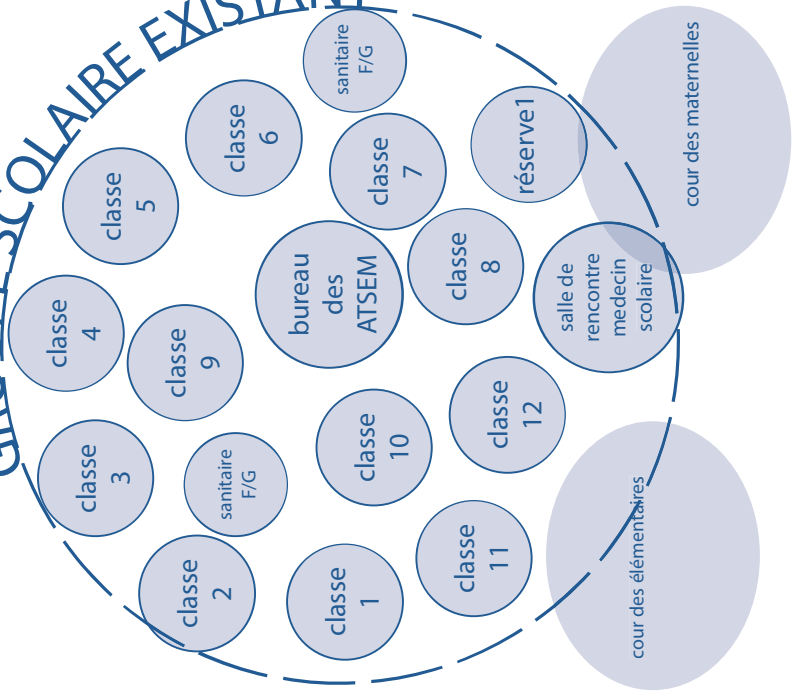 SCOLAIRE EXISTANT
classe
4
classe
3
classe
5
classe
9
classe
2
sanitaire
F/G
classe
6
classe
1
bureau
des
ATSEM
sanitaire
F/G
classe
10
classe
7
classe
11
classe
8
classe
12
réserve1
salle de
rencontre
medecin
scolaire
cour des élémentaires
cour des maternelles